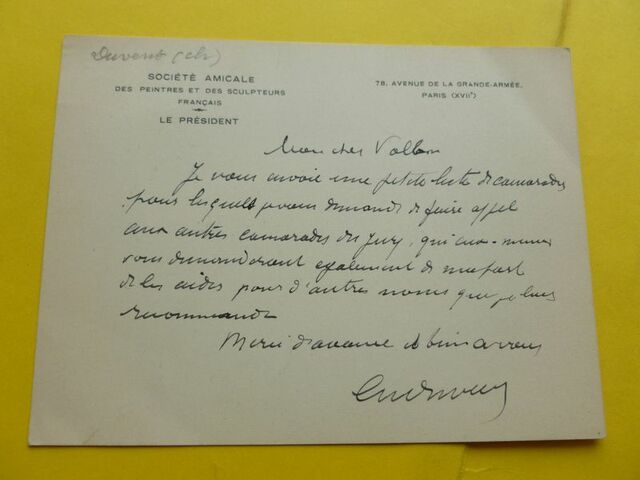 Duvent (ch)
SOCIÉTÉ AMICALE
DES PEINTRES ET DES SCULPTEURS
FRANÇAIS
LE PRÉSIDENT
78, AVENUE DE LA GRANDE-ARMÉE,
PARIS (XVIIᵉ)
Mon cher
Je vous envoie une petite liste de camarades
pour lesquels je vous demande de faire appel
aux autres camarades du Jury, qui eux-mêmes
vous demanderont également de ma part
de les aider pour d'autres noms que je leur
recommande
Merci d'avance et bien à vous